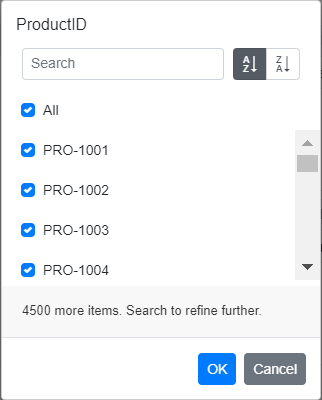 ProductID
Search
A Z
Z A
All
PRO-1001
PRO-1002
PRO-1003
PRO-1004
4500 more items. Search to refine further.
OK Cancel